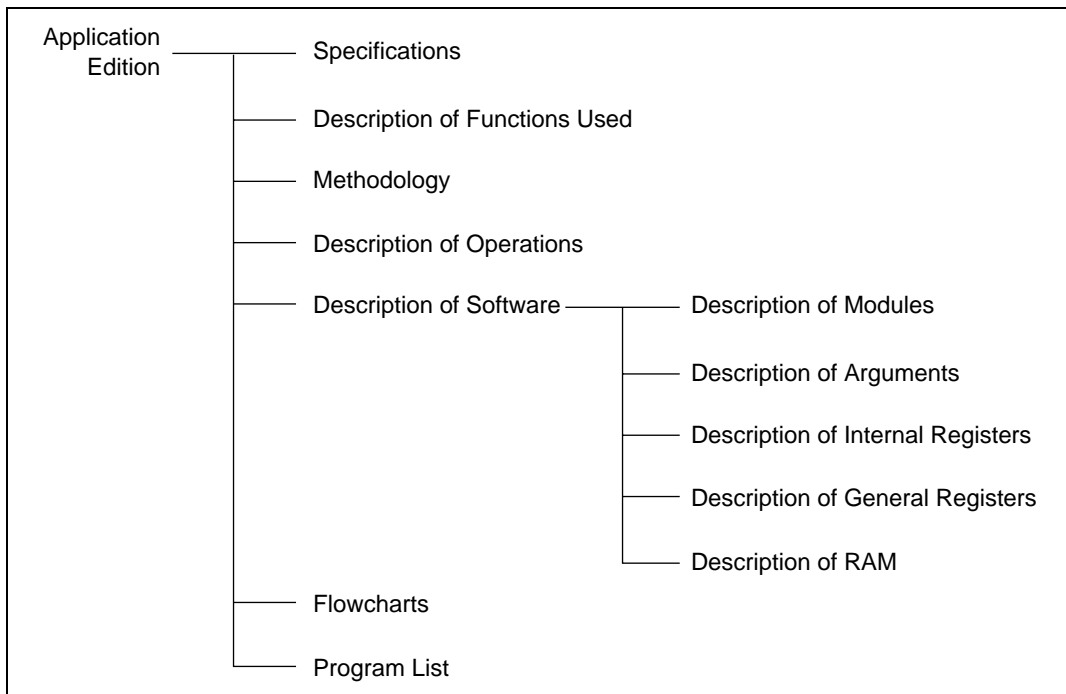 Application
Edition
Specifications
Description of Functions Used
Methodology
Description of Operations
Description of Software
Description of Modules
Description of Arguments
Description of Internal Registers
Description of General Registers
Description of RAM
Flowcharts
Program List